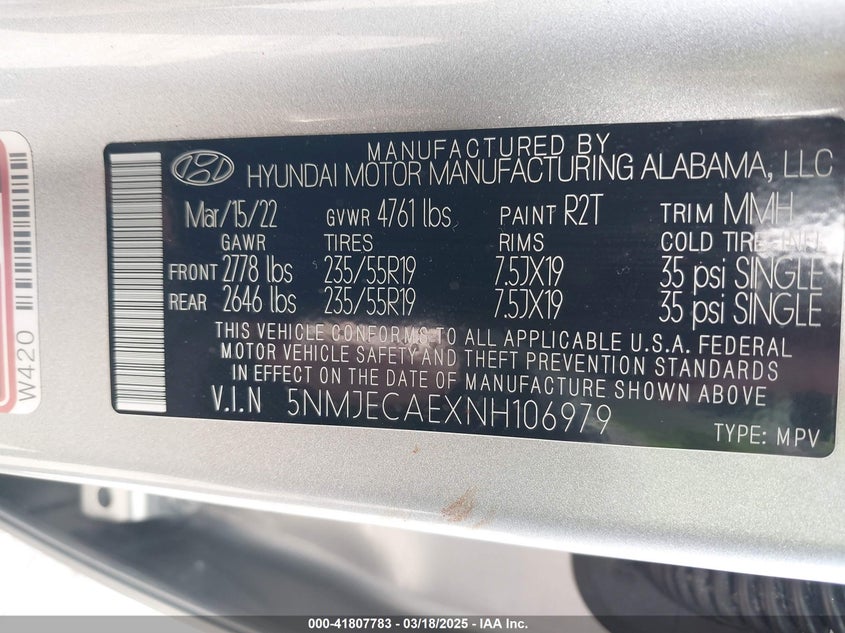 MANUFACTURED BY
HYUNDAI MOTOR MANUFACTURING ALABAMA, LLC
Mar/15/22 GVWR 4761 lbs PAINT R2T TRIM MMH
GAWR TIRES RIMS COLD TIRE INFL
FRONT 2778 lbs 235/55R19 7.5JX19 35 psi SINGLE
REAR 2646 lbs 235/55R19 7.5JX19 35 psi SINGLE
THIS VEHICLE CONFORMS TO ALL APPLICABLE U.S.A. FEDERAL
MOTOR VEHICLE SAFETY AND THEFT PREVENTION STANDARDS
IN EFFECT ON THE DATE OF MANUFACTURE SHOWN ABOVE
V.I.N 5NMJECAEXNH106979
TYPE: MPV
W420
000-41807783 / 03/18/2025 - IAA Inc.